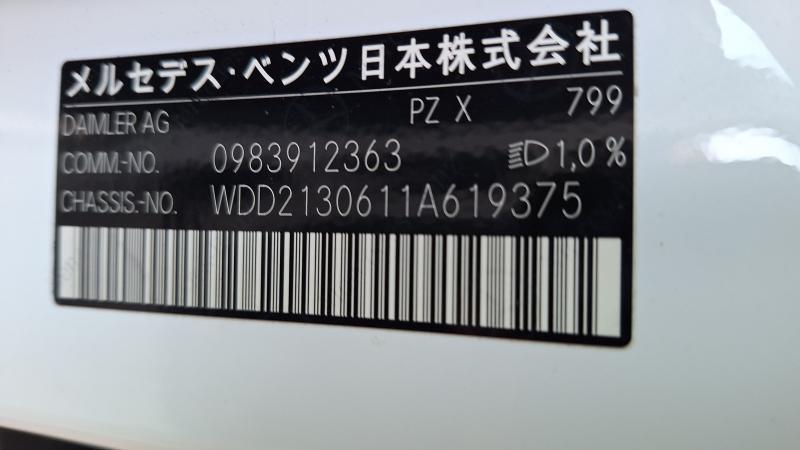 メルセデス・ベンツ日本株式会社
DAIMLER AG PZ X 799
COMM.-NO. 0983912363 1,0 %
CHASSIS.-NO. WDD2130611A619375